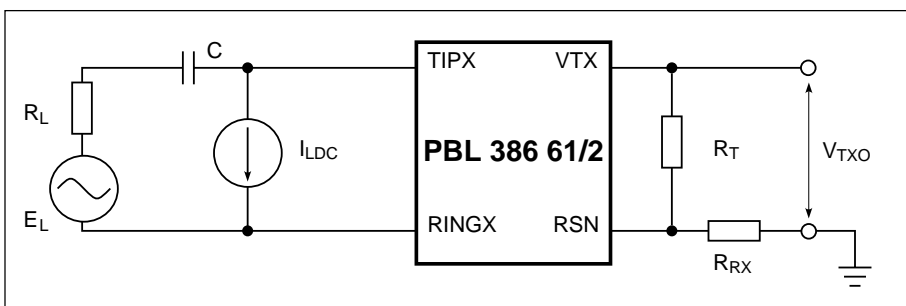 C
TIPX
VTX
R_L
I_LDC
PBL 386 61/2
R_T
V_TXO
E_L
RINGX
RSN
R_RX